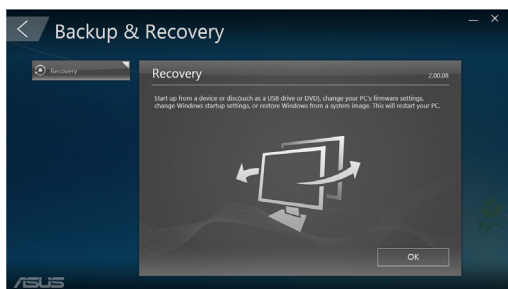 Backup & Recovery
Recovery
Recovery
2.00.08
Start up from a device or disc(such as a USB drive or DVD), change your PC's firmware settings,
change Windows startup settings, or restore Windows from a system image. This will restart your PC.
OK
ASUS